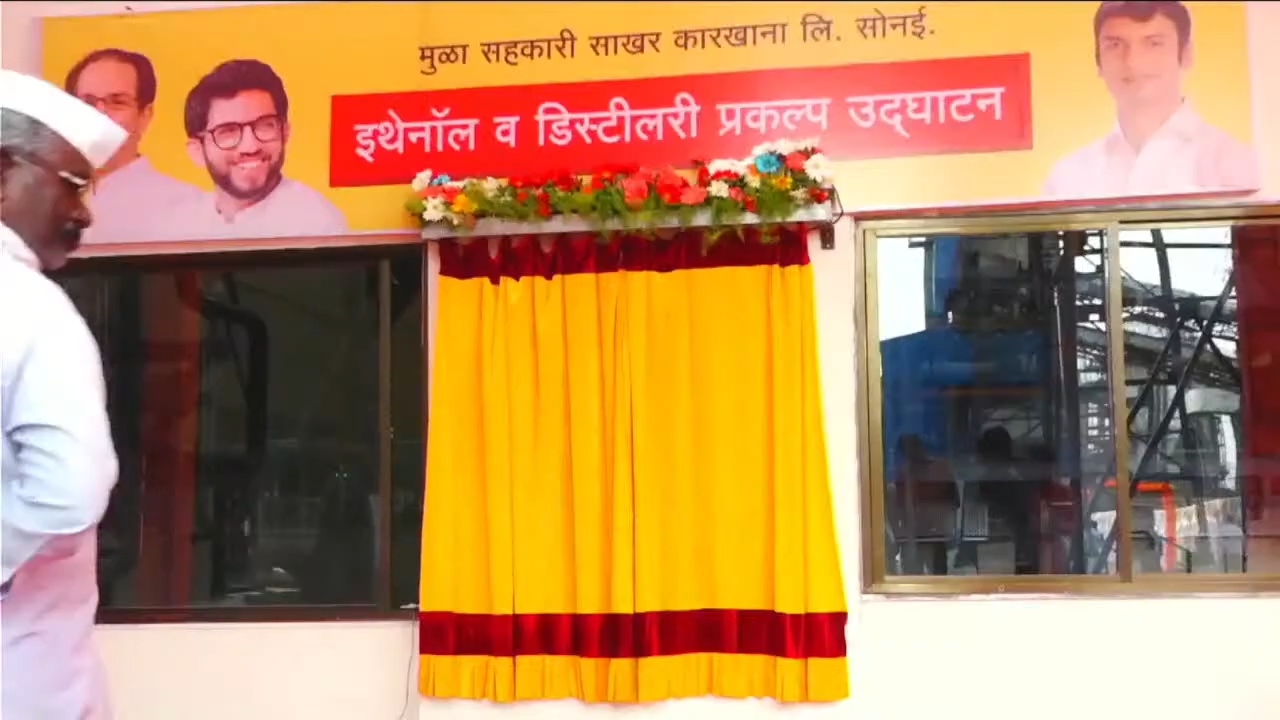 मुळा सहकारी साखर कारखाना लि. सोनई.
इथेनॉल व डिस्टीलरी प्रकल्प उद्‌घाटन